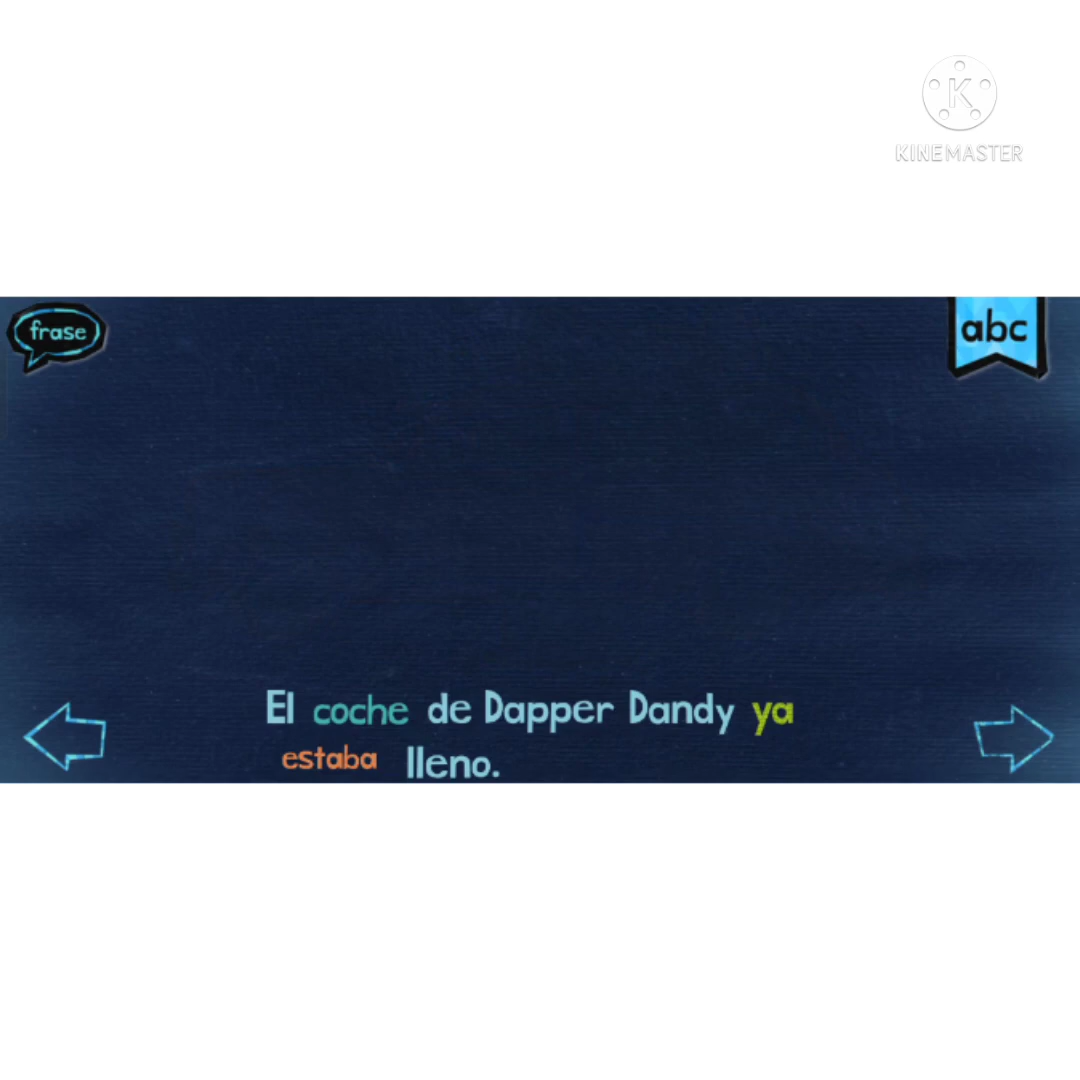 KINEMASTER
frase
abc
El coche de Dapper Dandy ya
estaba lleno.